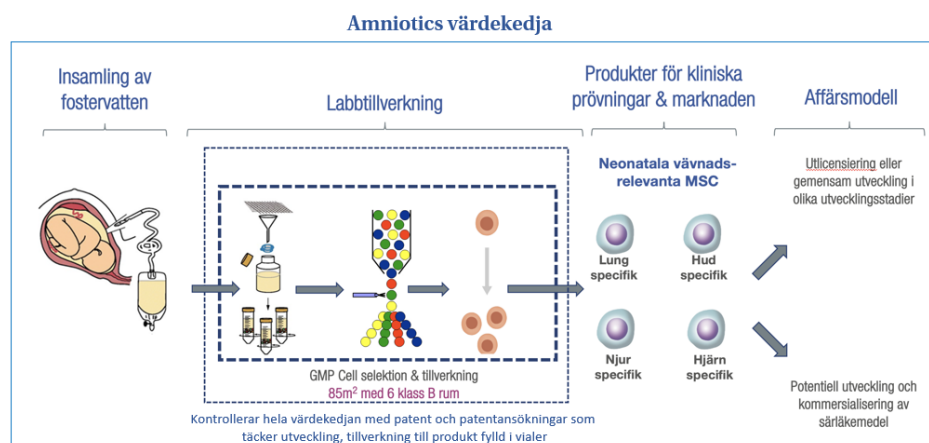 Amniotics värdekedja
Insamling av
fostervatten
Labbtillverkning
Produkter för kliniska
prövningar & marknaden
Affärsmodell
Neonatala vävnads-
relevanta MSC
Lung
specifik
Hud
specifik
Njur
specifik
Hjärn
specifik
Utlicensiering eller
gemensam utveckling i
olika utvecklingsstadier
Potentiell utveckling och
kommersialisering av
särläkemedel
GMP Cell selektion & tillverkning
85m² med 6 klass B rum
Kontrollerar hela värdekedjan med patent och patentansökningar som
täcker utveckling, tillverkning till produkt fylld i vialer